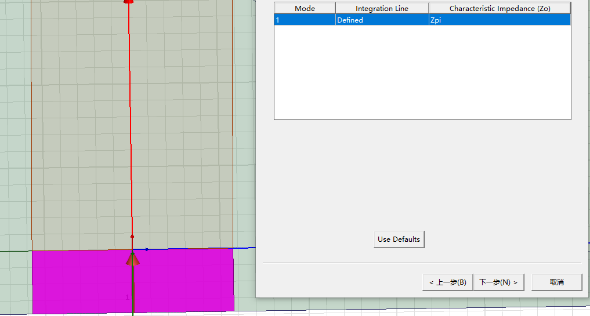 Mode Integration Line Characteristic Impedance (Zo)
1 Defined Zpi
Use Defaults
< 上一步(B) 下一步(N) > 取消